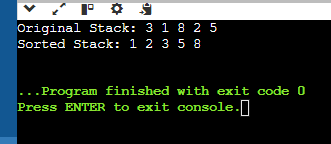 Original Stack: 3 1 8 2 5
Sorted Stack: 1 2 3 5 8
...Program finished with exit code 0
Press ENTER to exit console.